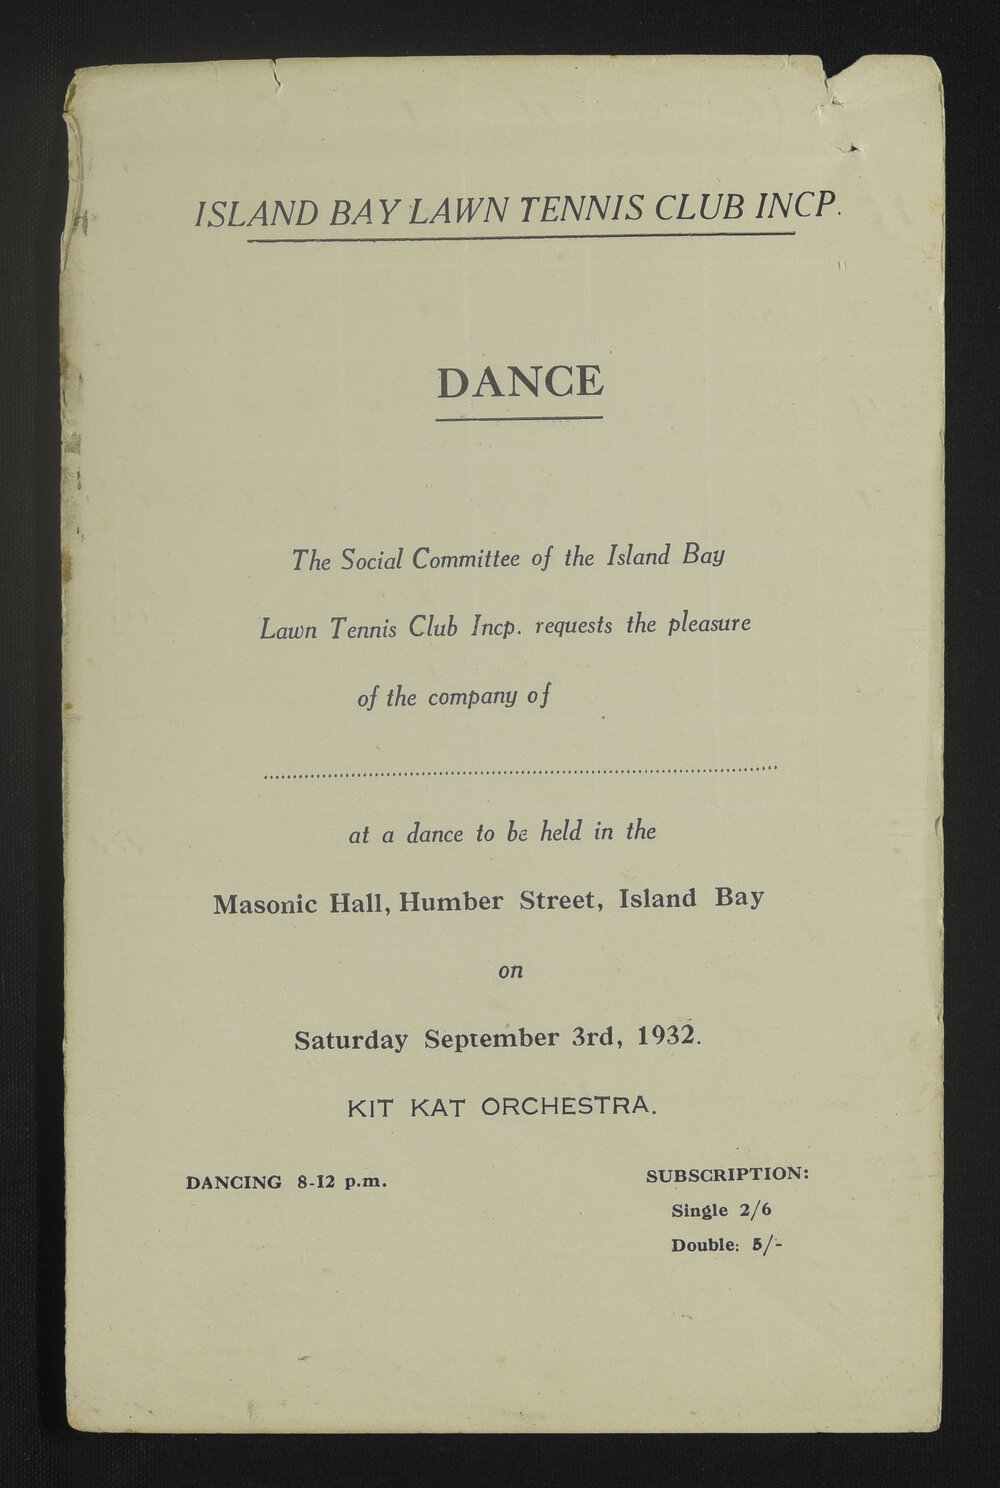 ISLAND BAY LAWN TENNIS CLUB INCP.
DANCE
The Social Committee of the Island Bay
Lawn Tennis Club Incp. requests the pleasure
of the company of
................................................................................
at a dance to be held in the
Masonic Hall, Humber Street, Island Bay
on
Saturday September 3rd, 1932.
KIT KAT ORCHESTRA.
DANCING 8-12 p.m.
SUBSCRIPTION:
Single 2/6
Double: 5/-